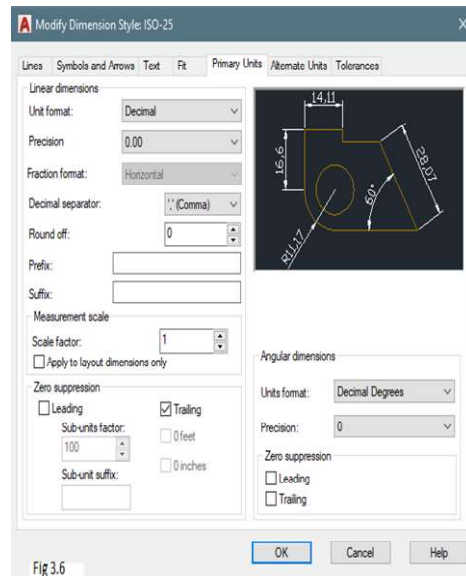 Modify Dimension Style: ISO-25
X
Lines Symbols and Arrows Text Fit Primary Units Alternate Units Tolerances
Linear dimensions
Unit format: Decimal
Precision 0.00
Fraction format: Horizontal
Decimal separator: ',' (Comma)
Round off: 0
Prefix:
Suffix:
Measurement scale
Scale factor: 1
Apply to layout dimensions only
Zero suppression
Leading
Trailing
Sub-units factor:
100
0 feet
0 inches
Sub-unit suffix:
14,11
16,6
28,07
60°
R11,17
Angular dimensions
Units format: Decimal Degrees
Precision: 0
Zero suppression
Leading
Trailing
OK Cancel Help
Fig 3.6